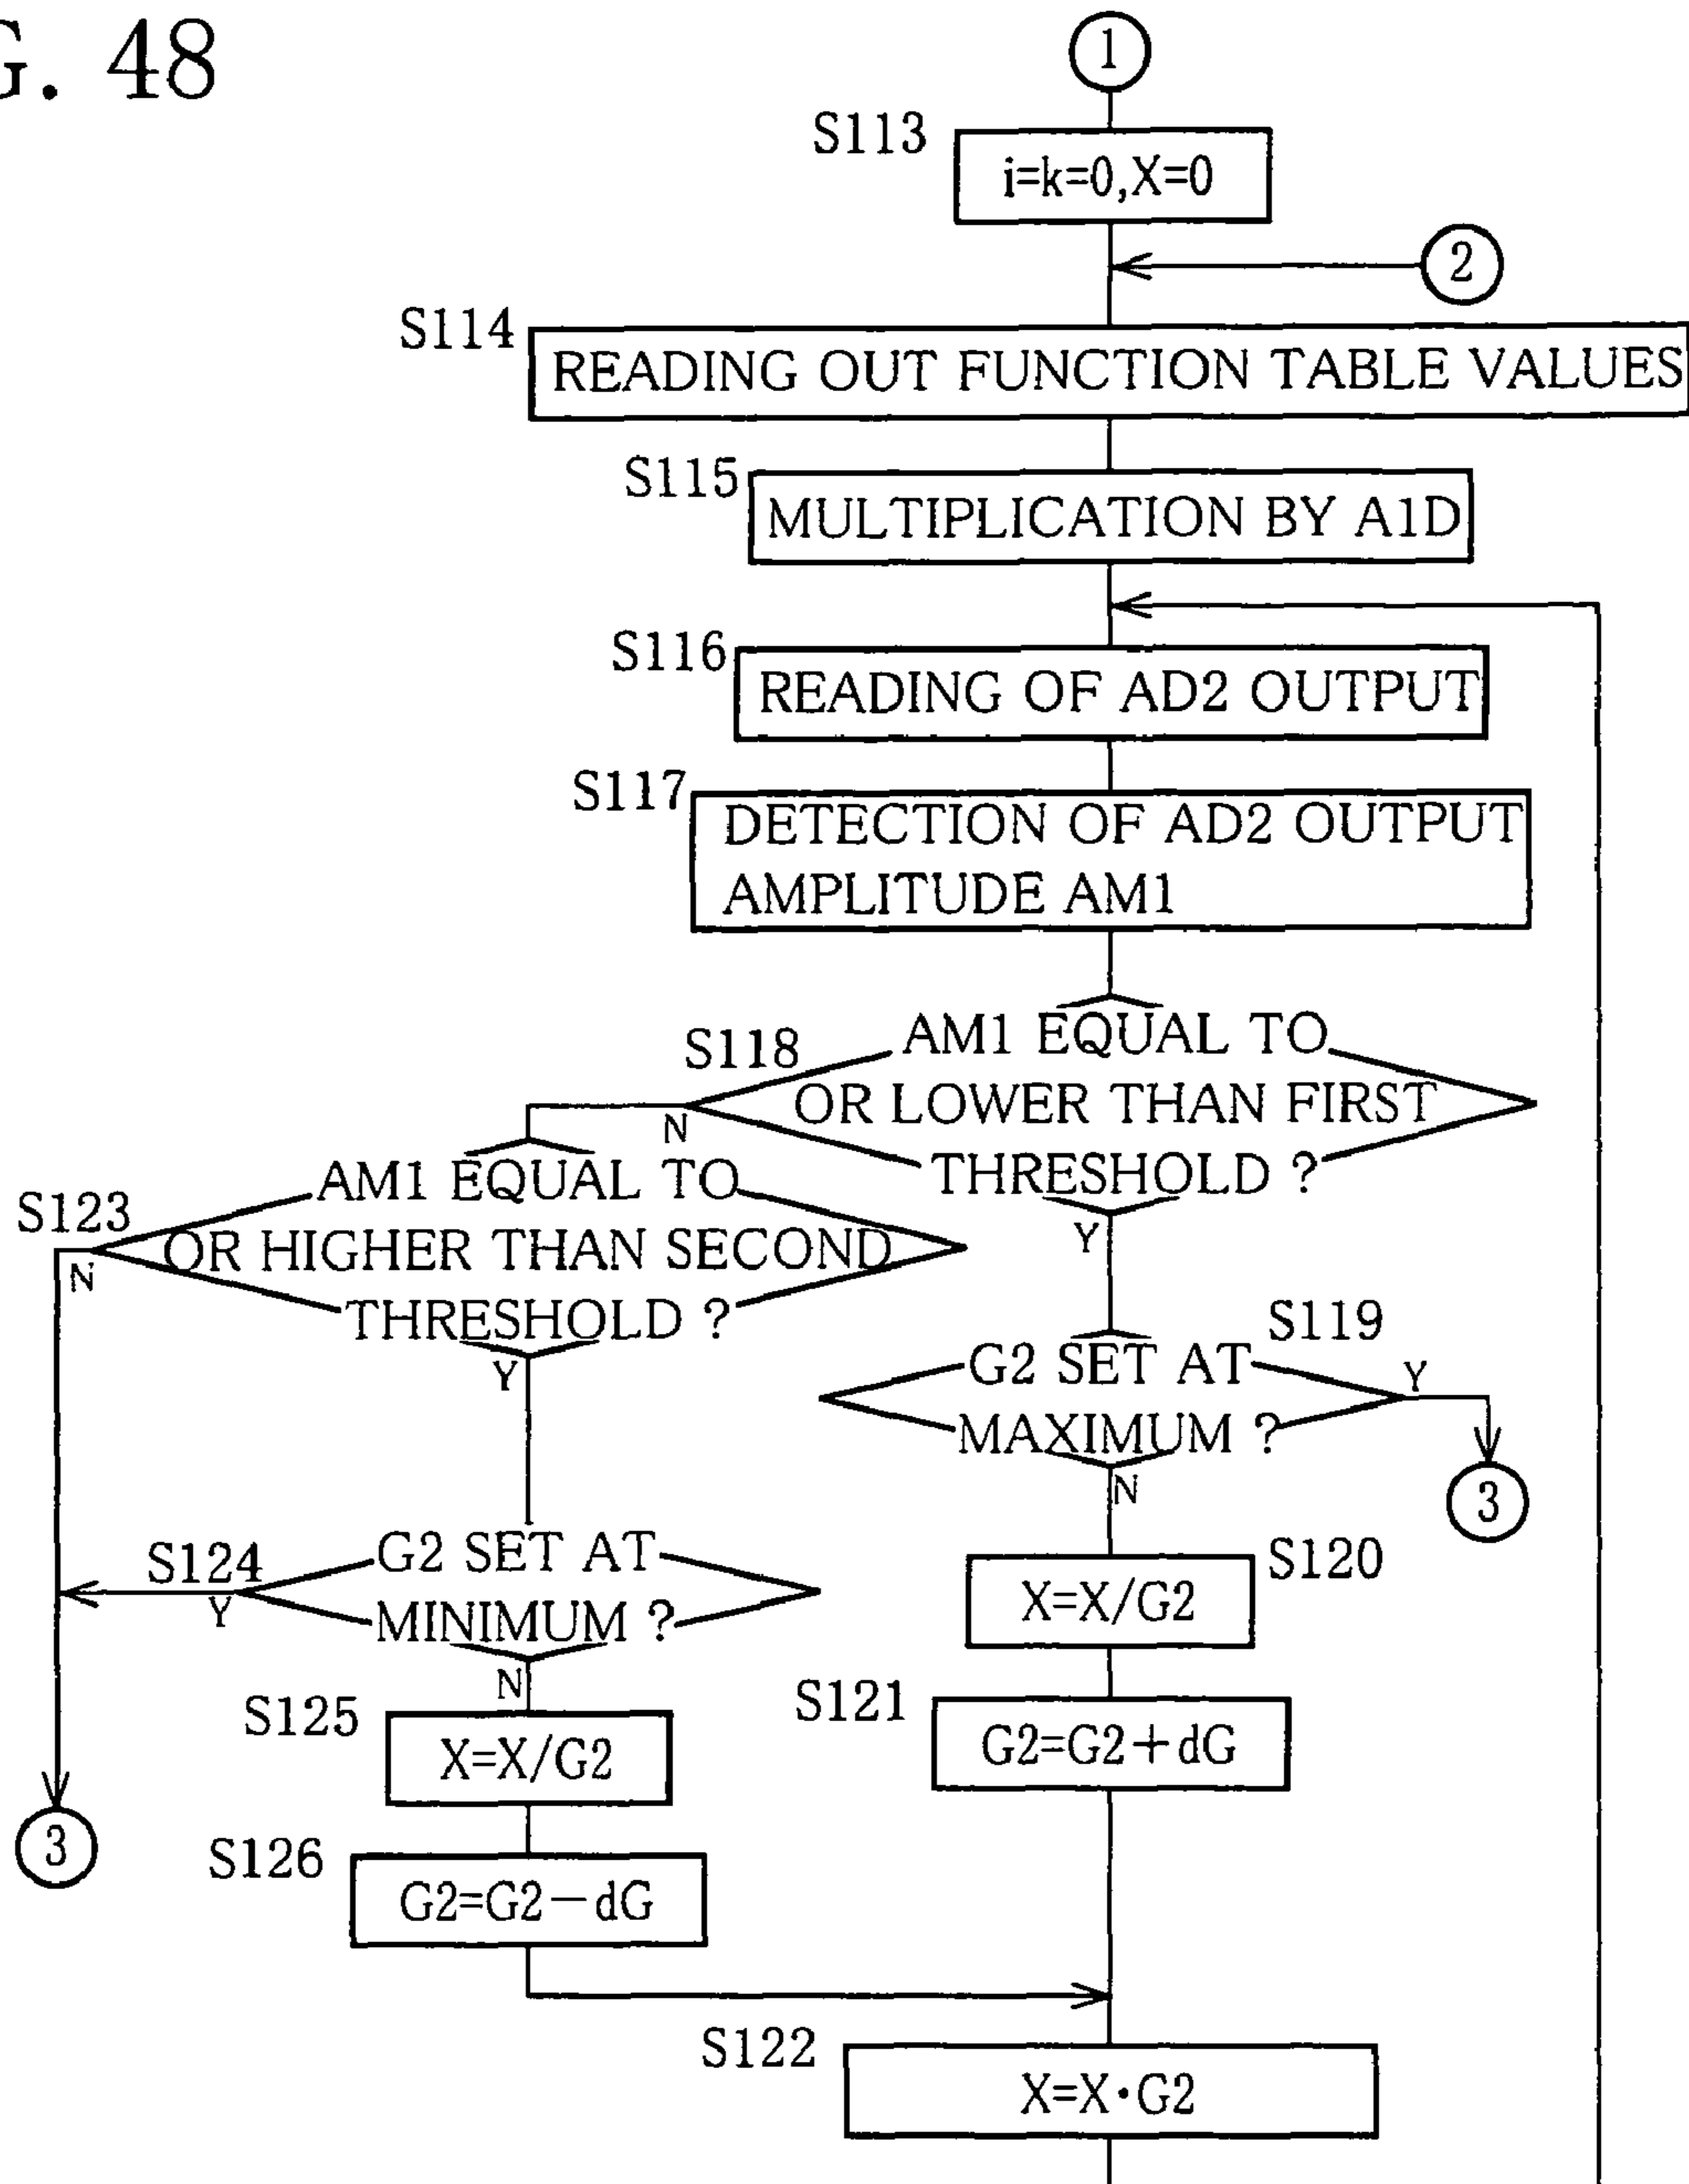 G. 48
1
S113
i=k=0,X=0
2
S114
READING OUT FUNCTION TABLE VALUES
S115
MULTIPLICATION BY A1D
S116
READING OF AD2 OUTPUT
S117
DETECTION OF AD2 OUTPUT
AMPLITUDE AM1
S118
AM1 EQUAL TO
OR LOWER THAN FIRST
THRESHOLD ?
N
Y
S123
AM1 EQUAL TO
OR HIGHER THAN SECOND
THRESHOLD ?
N
Y
S119
G2 SET AT
MAXIMUM ?
Y
N
3
S124
G2 SET AT
MINIMUM ?
Y
N
S120
X=X/G2
S125
X=X/G2
S121
G2=G2+dG
3
S126
G2=G2−dG
S122
X=X·G2